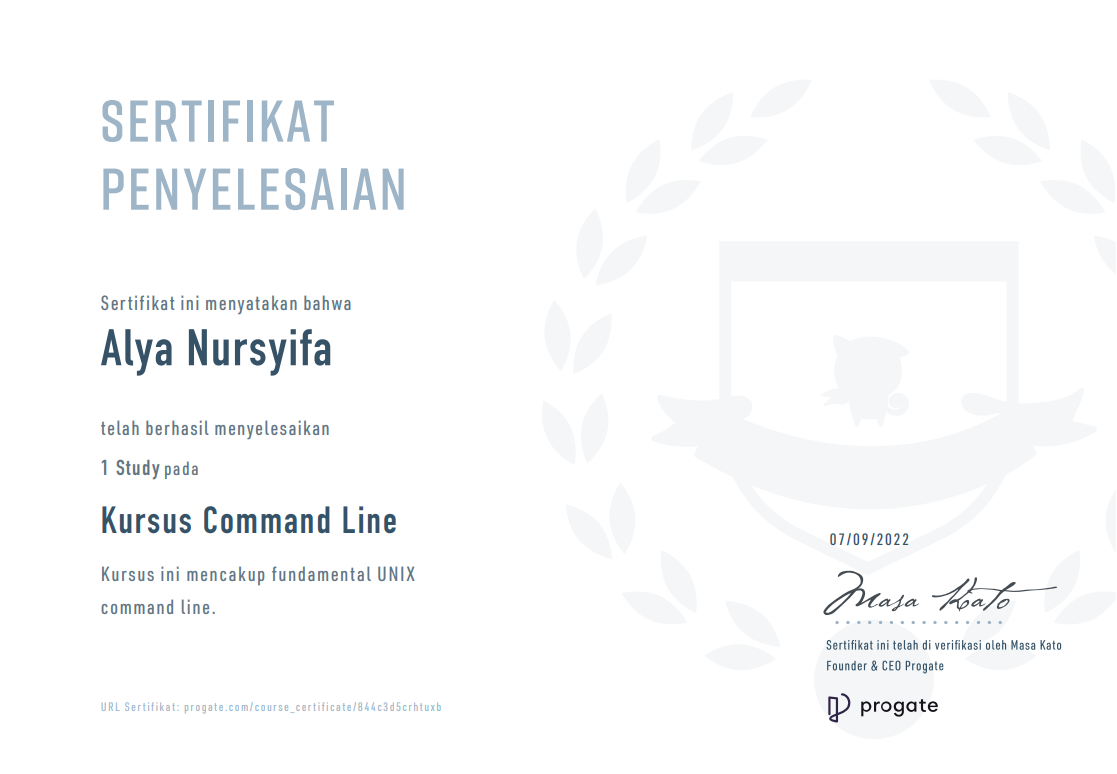 SERTIFIKAT
PENYELESAIAN
Sertifikat ini menyatakan bahwa
Alya Nursyifa
telah berhasil menyelesaikan
1 Study pada
Kursus Command Line
Kursus ini mencakup fundamental UNIX
command line.
URL Sertifikat: progate.com/course_certificate/844c3d5crhtuxb
07/09/2022
Masa Kato
Sertifikat ini telah di verifikasi oleh Masa Kato
Founder & CEO Progate
progate